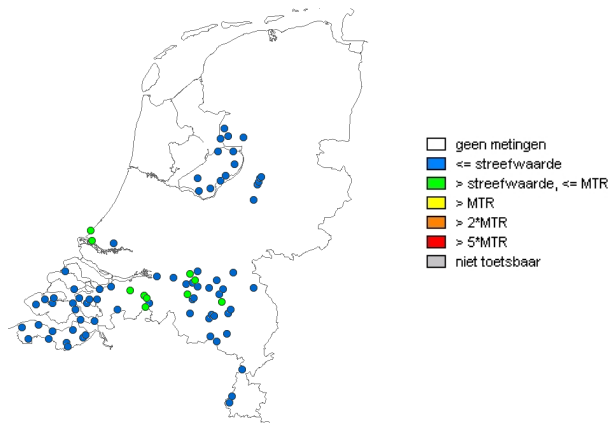 geen metingen
<= streefwaarde
> streefwaarde, <= MTR
> MTR
> 2*MTR
> 5*MTR
niet toetsbaar